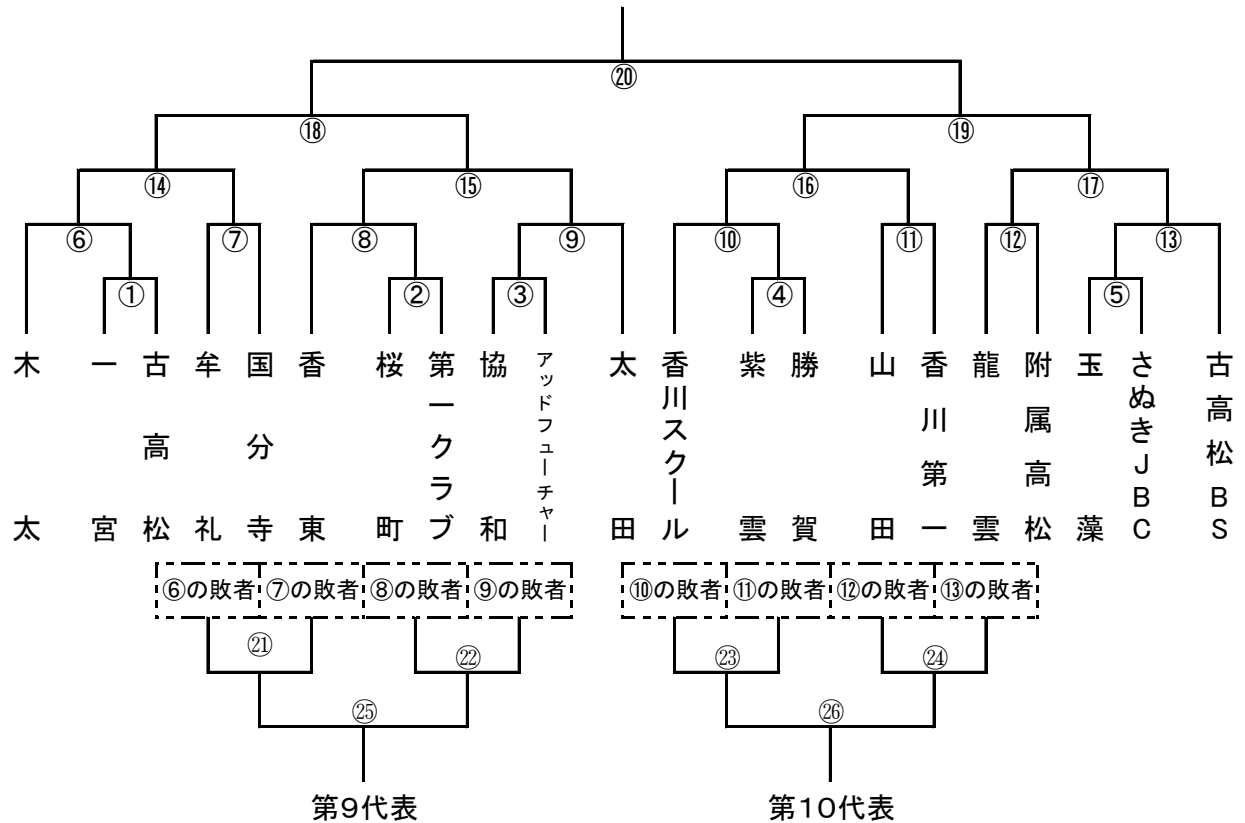 ⑳
⑱ ⑲
⑭ ⑮ ⑯ ⑰
⑥ ⑦ ⑧ ⑨ ⑩ ⑪ ⑫ ⑬
① ② ③ ④ ⑤
木太
一宮
古高松
牟礼
国分寺
香東
桜町
第一クラブ
協和
アッドフューチャー
太田
香川スクール
紫雲
勝賀
山田
香川第一
龍雲
附属高松
玉藻
さぬきJBC
古高松BS
⑥の敗者 ⑦の敗者 ⑧の敗者 ⑨の敗者 ⑩の敗者 ⑪の敗者 ⑫の敗者 ⑬の敗者
㉑ ㉒ ㉓ ㉔
㉕ ㉖
第9代表 第10代表